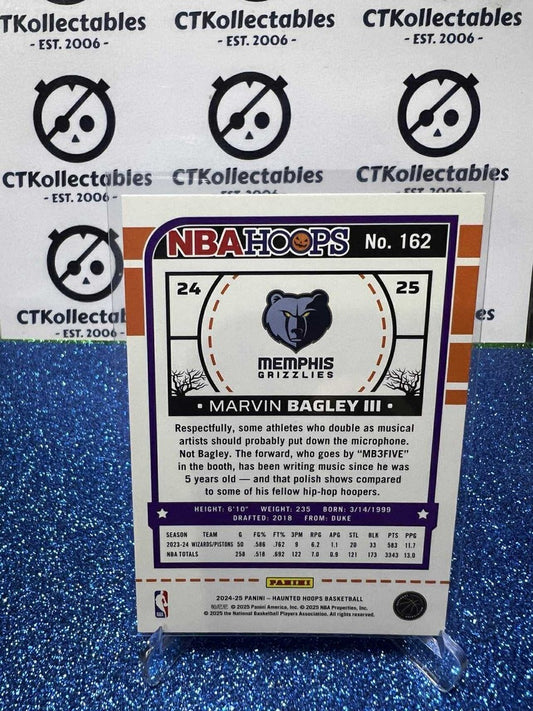 CTKollectables CTKollectables CTKollectables
- EST. 2006 - - EST. 2006 - - EST. 2006 -
CTKollectables CTKollectables CTKollectables
- EST. 2006 - - EST. 2006 - - EST. 2006 -
CTKollectables
- EST. 2006 -
NBA HOOPS No. 162
24 25
MEMPHIS
GRIZZLIES
• MARVIN BAGLEY III •
Respectfully, some athletes who double as musical
artists should probably put down the microphone.
Not Bagley. The forward, who goes by “MB3FIVE”
in the booth, has been writing music since he was
5 years old — and that polish shows compared
to some of his fellow hip-hop hoopers.
HEIGHT: 6'10" WEIGHT: 235 BORN: 3/14/1999
DRAFTED: 2018 FROM: DUKE
SEASON TEAM G FG% FT% 3PM RPG APG STL BLK PTS PPG
2023-24 WIZARDS/PISTONS 50 .586 .762 9 6.2 1.1 20 33 583 11.7
NBA TOTALS 258 .518 .692 122 7.0 0.9 121 173 3343 13.0
PANINI
2024-25 PANINI – HAUNTED HOOPS BASKETBALL
帕尼尼 © 2025 Panini America, Inc. © 2025 NBA Properties, Inc.
© 2025 the National Basketball Players Association. All rights reserved.